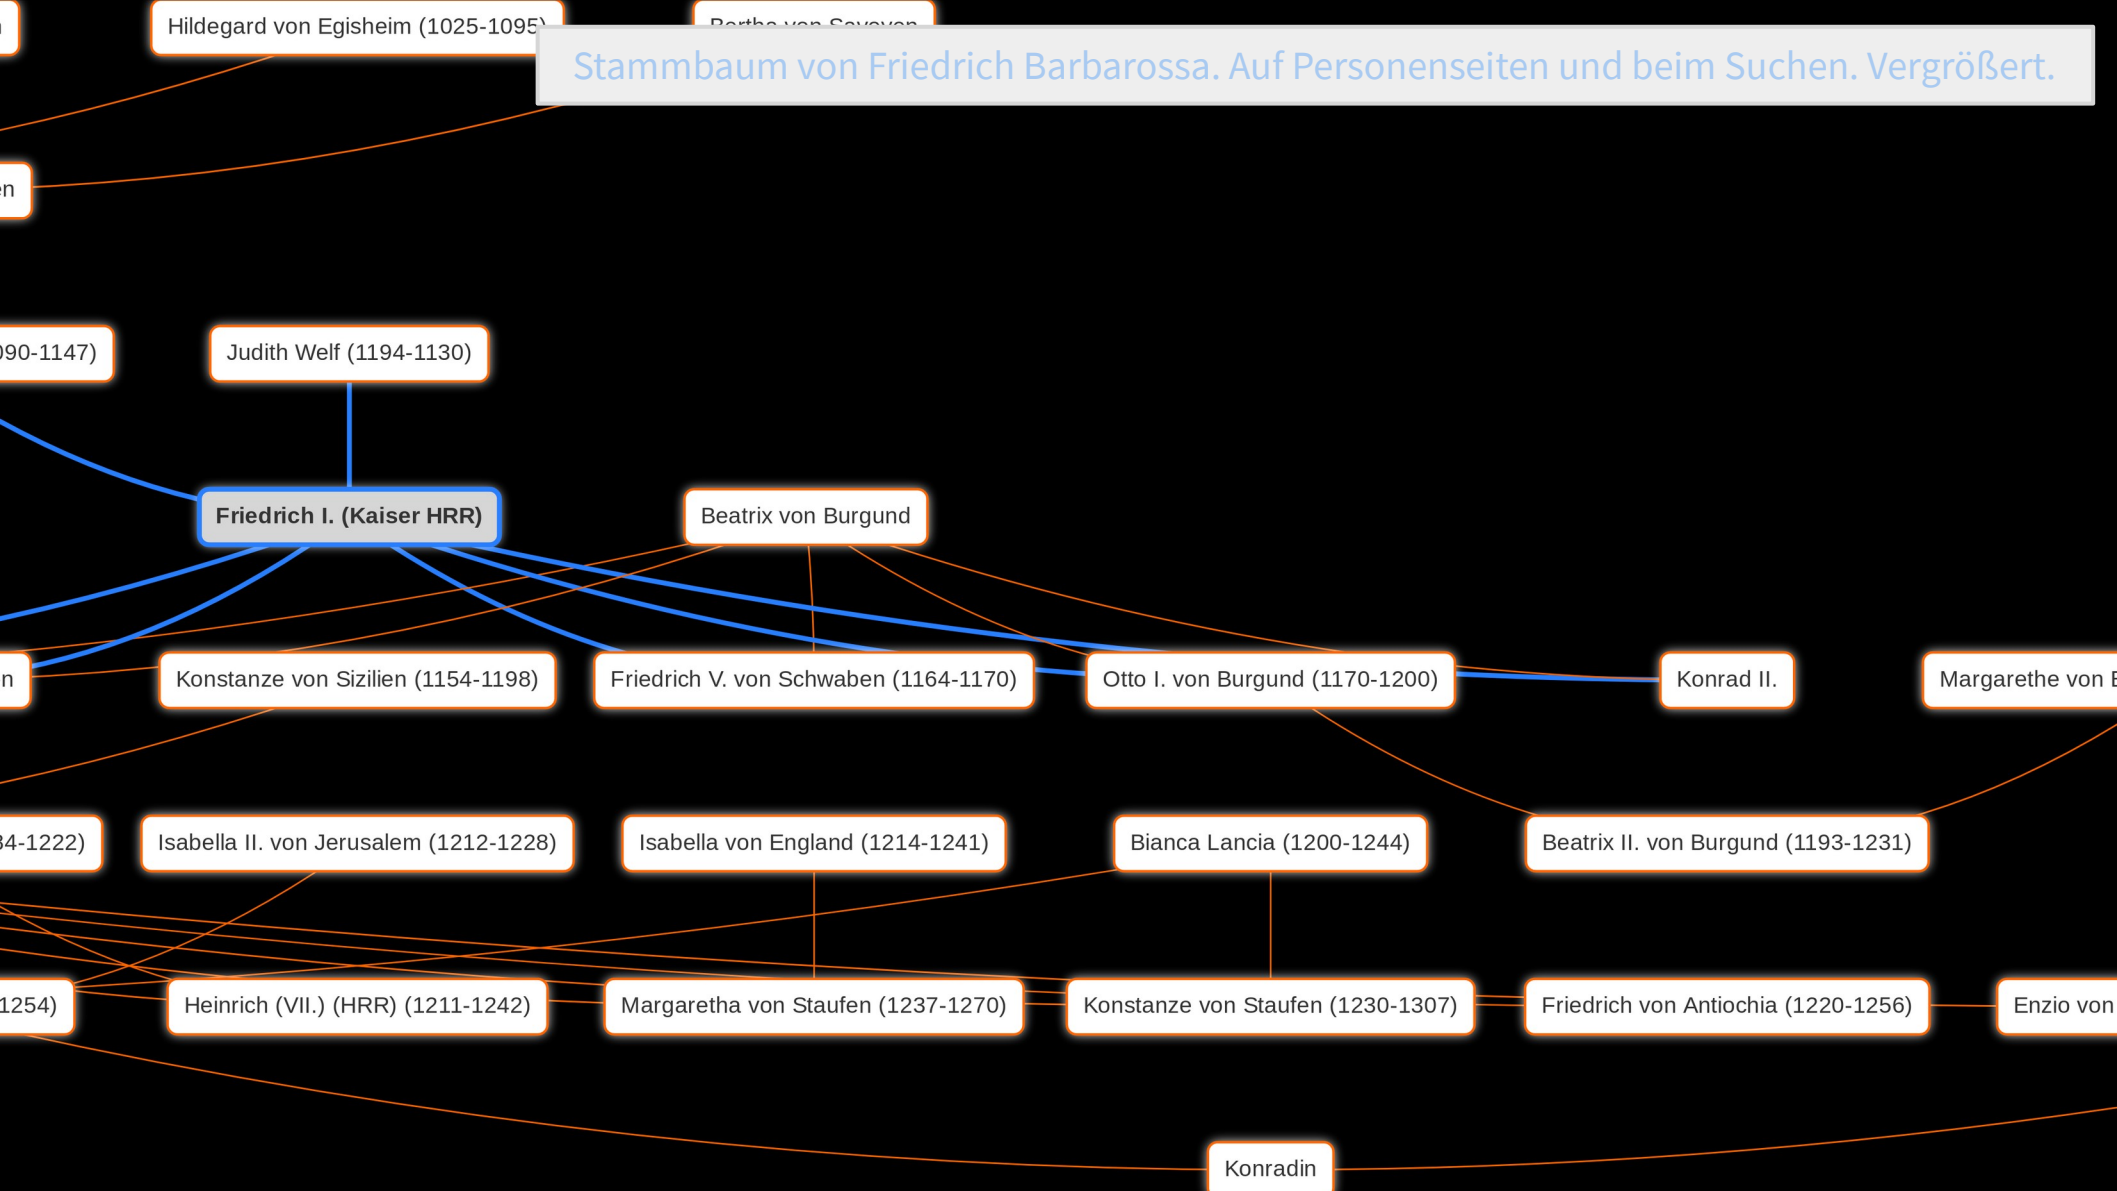 Hildegard von Egisheim (1025-1095)
Bertha von Savoyen
Stammbaum von Friedrich Barbarossa. Auf Personenseiten und beim Suchen. Vergrößert.
en
090-1147)
Judith Welf (1194-1130)
Friedrich I. (Kaiser HRR)
Beatrix von Burgund
n
Konstanze von Sizilien (1154-1198)
Friedrich V. von Schwaben (1164-1170)
Otto I. von Burgund (1170-1200)
Konrad II.
Margarethe von
34-1222)
Isabella II. von Jerusalem (1212-1228)
Isabella von England (1214-1241)
Bianca Lancia (1200-1244)
Beatrix II. von Burgund (1193-1231)
1254)
Heinrich (VII.) (HRR) (1211-1242)
Margaretha von Staufen (1237-1270)
Konstanze von Staufen (1230-1307)
Friedrich von Antiochia (1220-1256)
Enzio von
Konradin